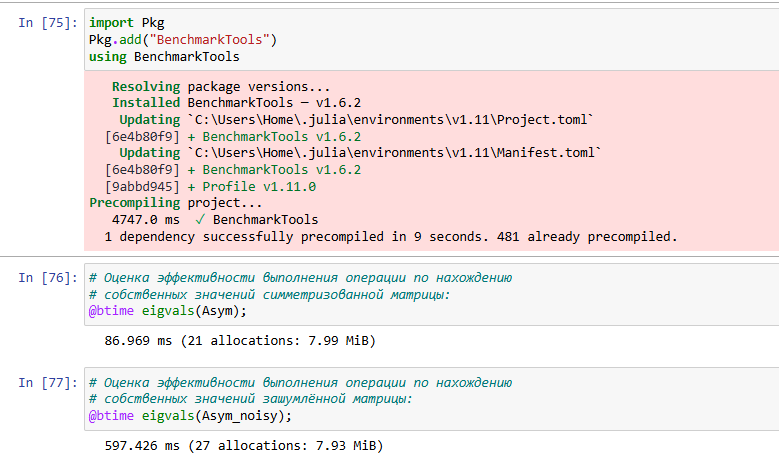 In [75]: import Pkg
Pkg.add("BenchmarkTools")
using BenchmarkTools
Resolving package versions...
Installed BenchmarkTools — v1.6.2
Updating `C:\Users\Home\.julia\environments\v1.11\Project.toml`
[6e4b80f9] + BenchmarkTools v1.6.2
Updating `C:\Users\Home\.julia\environments\v1.11\Manifest.toml`
[6e4b80f9] + BenchmarkTools v1.6.2
[9abbd945] + Profile v1.11.0
Precompiling project...
4747.0 ms ✓ BenchmarkTools
1 dependency successfully precompiled in 9 seconds. 481 already precompiled.
In [76]: # Оценка эффективности выполнения операции по нахождению
# собственных значений симметризованной матрицы:
@btime eigvals(Asym);
86.969 ms (21 allocations: 7.99 MiB)
In [77]: # Оценка эффективности выполнения операции по нахождению
# собственных значений зашумлённой матрицы:
@btime eigvals(Asym_noisy);
597.426 ms (27 allocations: 7.93 MiB)